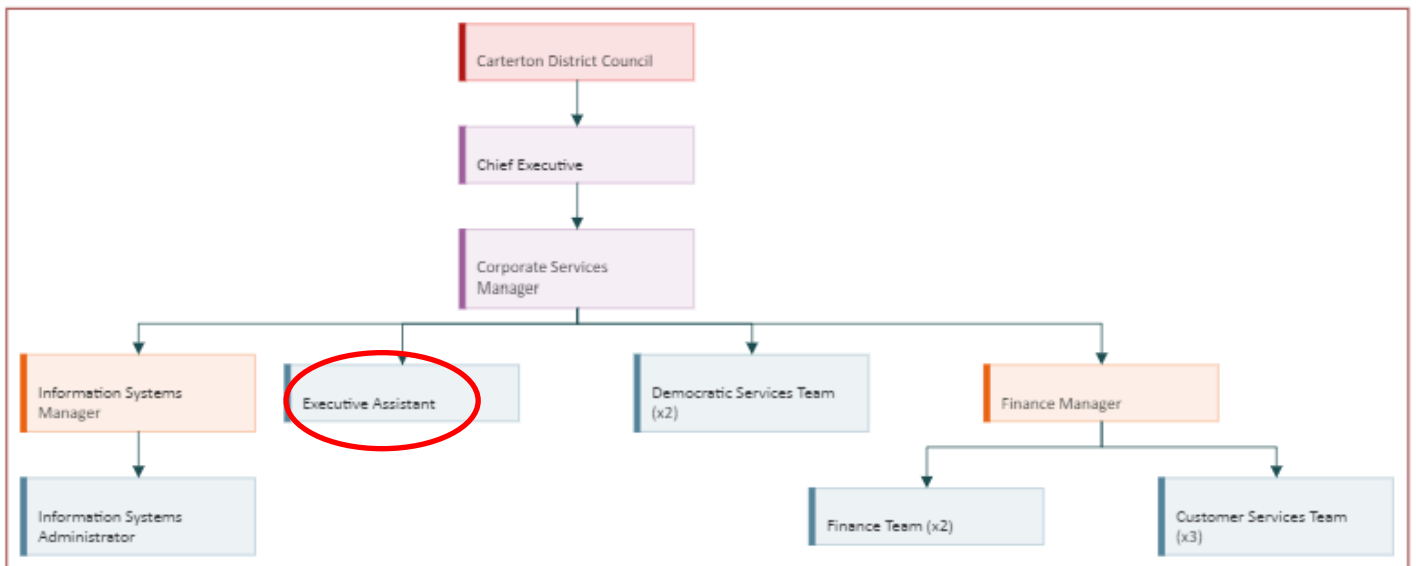 Carterton District Council
Chief Executive
Corporate Services
Manager
Information Systems
Manager
Executive Assistant
Democratic Services Team
(x2)
Finance Manager
Information Systems
Administrator
Finance Team (x2)
Customer Services Team
(x3)